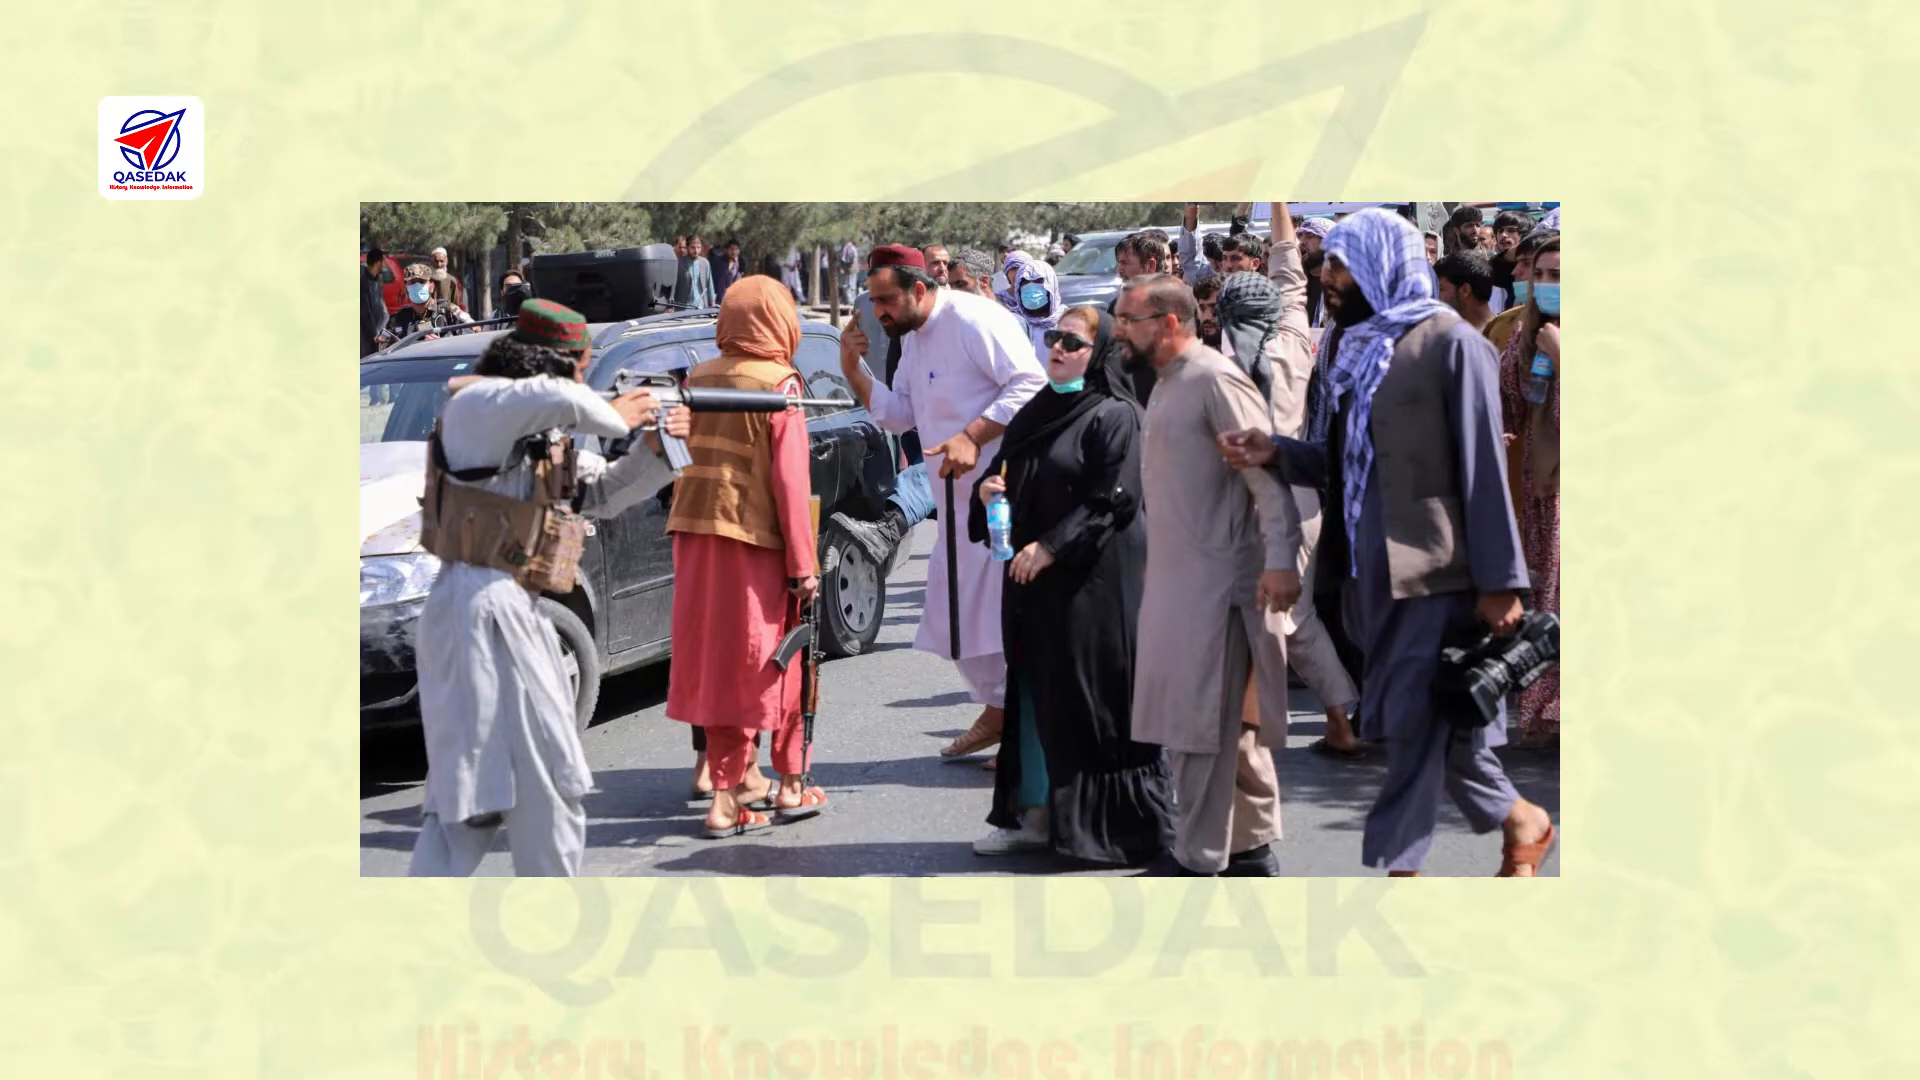 QASEDAK
History, Knowledge, Information
QASEDAK
History, Knowledge, Information